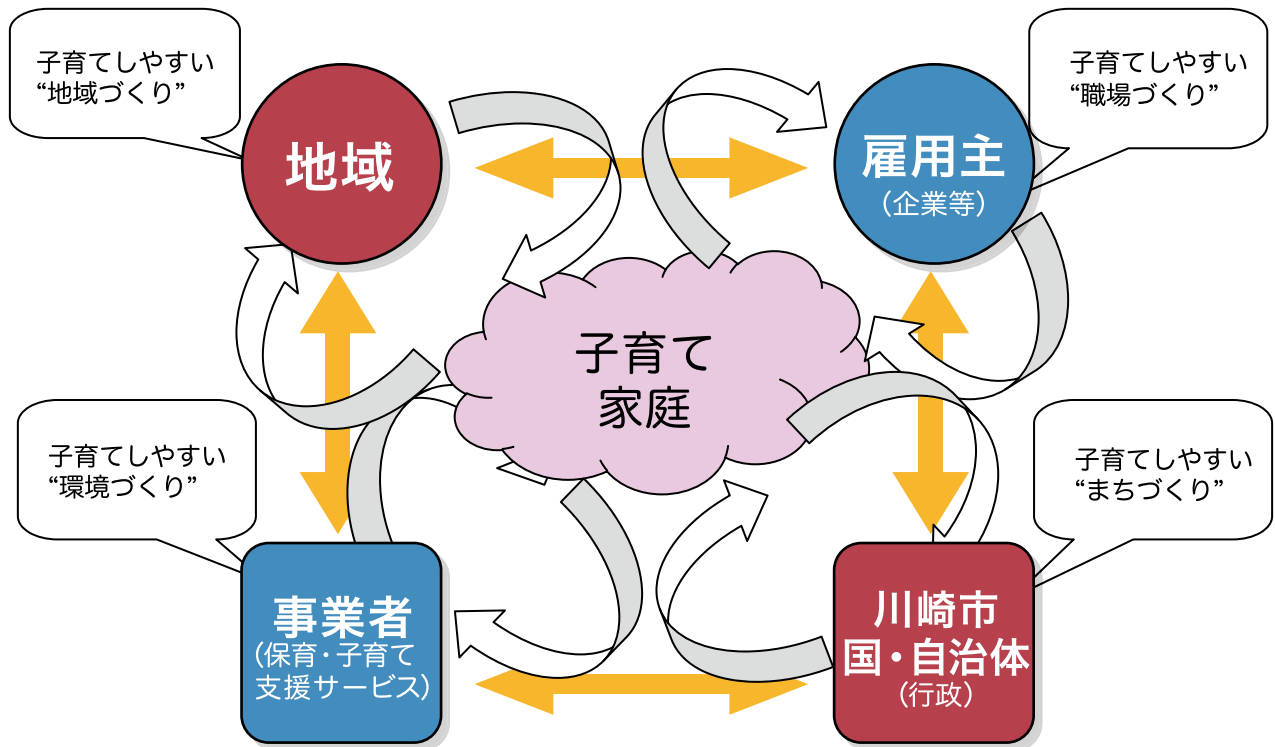 子育てしやすい
“地域づくり”
子育てしやすい
“職場づくり”
地域
雇用主
（企業等）
子育て
家庭
子育てしやすい
“環境づくり”
子育てしやすい
“まちづくり”
事業者
（保育・子育て
支援サービス）
川崎市
国・自治体
（行政）